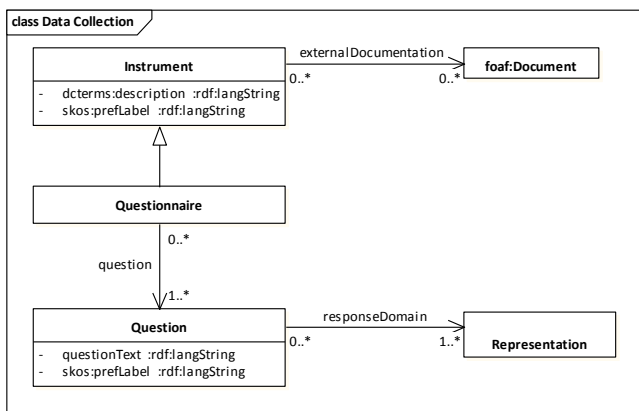 class Data Collection
Instrument
- dcterms:description :rdf:langString
- skos:prefLabel :rdf:langString
externalDocumentation
0..*
0..*
foaf:Document
Questionnaire
0..*
question
1..*
Question
- questionText :rdf:langString
- skos:prefLabel :rdf:langString
responseDomain
0..*
1..*
Representation